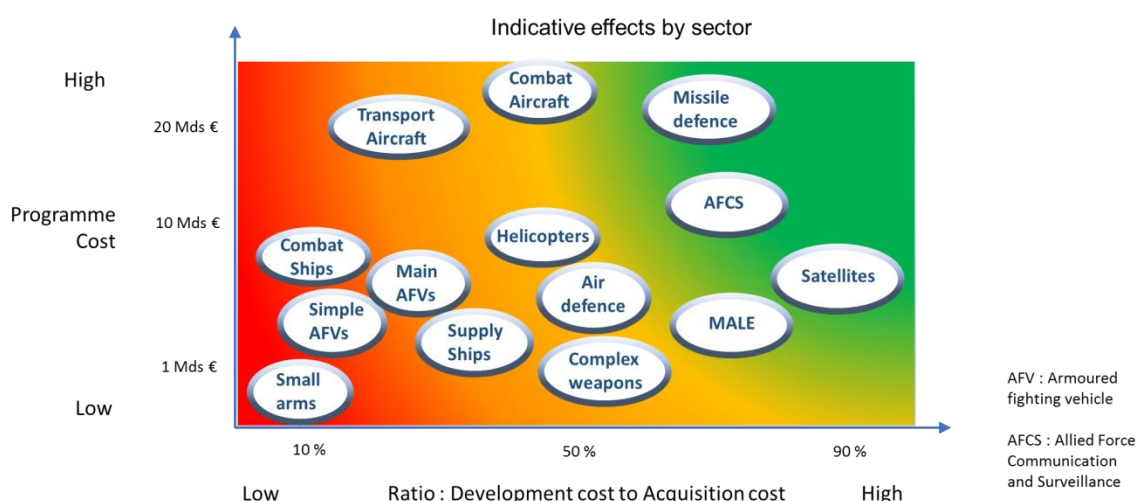 Indicative effects by sector
High
20 Mds €
Programme
Cost
10 Mds €
1 Mds €
Low
Combat
Aircraft
Missile
defence
Transport
Aircraft
AFCS
Helicopters
Combat
Ships
Main
AFVs
Air
defence
Satellites
Simple
AFVs
Supply
Ships
MALE
Complex
weapons
Small
arms
AFV : Armoured
fighting vehicle
AFCS : Allied Force
Communication
and Surveillance
10 %
50 %
90 %
Low
Ratio : Development cost to Acquisition cost
High